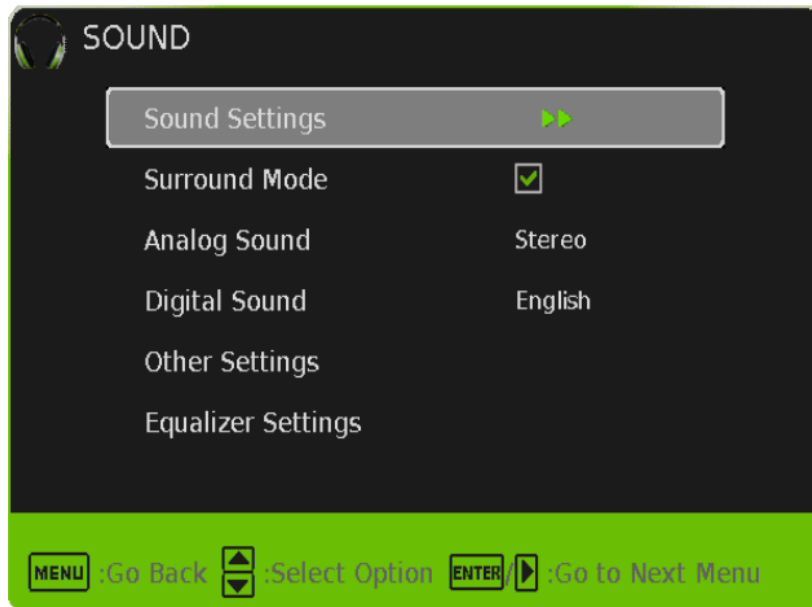 SOUND
Sound Settings
Surround Mode
Analog Sound Stereo
Digital Sound English
Other Settings
Equalizer Settings
MENU :Go Back :Select Option ENTER/ :Go to Next Menu